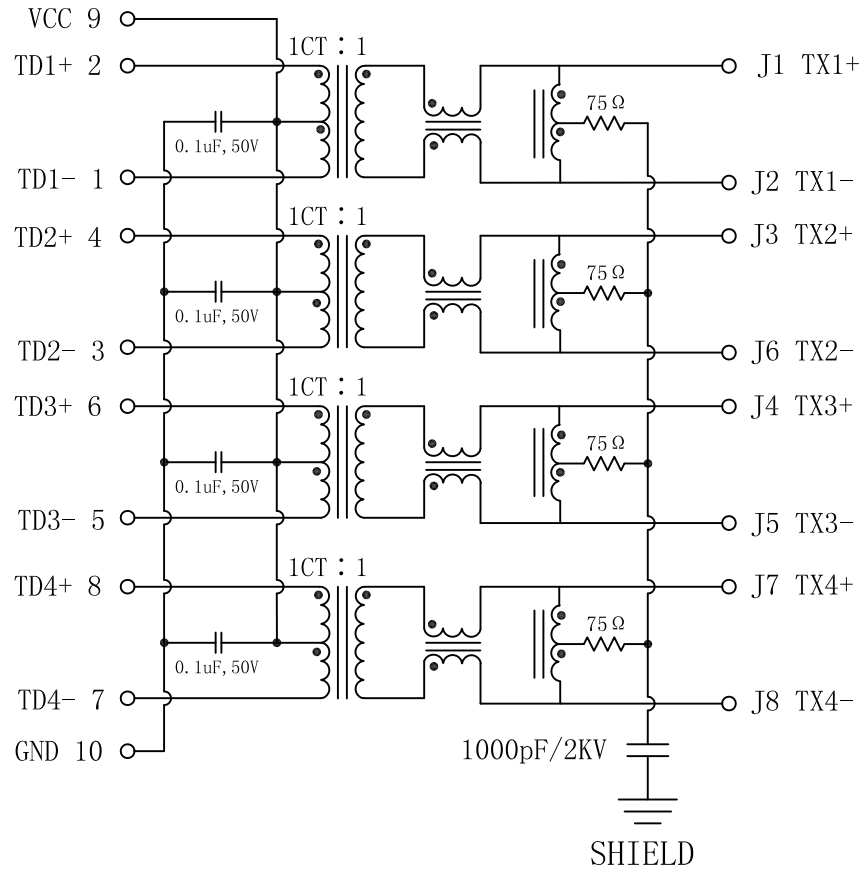 VCC 9
1CT : 1
TD1+ 2
J1 TX1+
75Ω
0.1uF,50V
TD1- 1
J2 TX1-
1CT : 1
TD2+ 4
J3 TX2+
75Ω
0.1uF,50V
TD2- 3
J6 TX2-
1CT : 1
TD3+ 6
J4 TX3+
75Ω
0.1uF,50V
TD3- 5
J5 TX3-
1CT : 1
TD4+ 8
J7 TX4+
75Ω
0.1uF,50V
TD4- 7
J8 TX4-
GND 10
1000pF/2KV
SHIELD